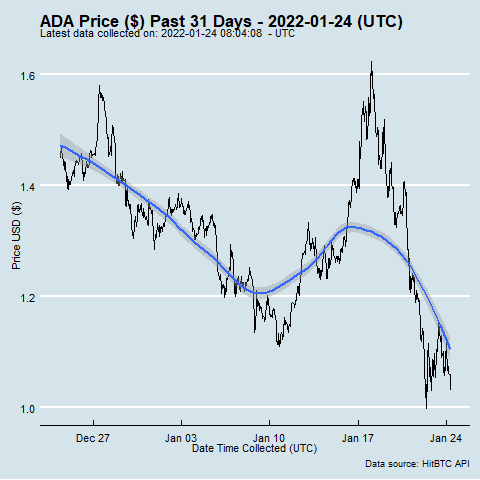 ADA Price ($) Past 31 Days - 2022-01-24 (UTC)
Latest data collected on: 2022-01-24 08:04:08 - UTC
1.6
1.4
1.2
1.0
Price USD ($)
Dec 27 Jan 03 Jan 10 Jan 17 Jan 24
Date Time Collected (UTC)
Data source: HitBTC API